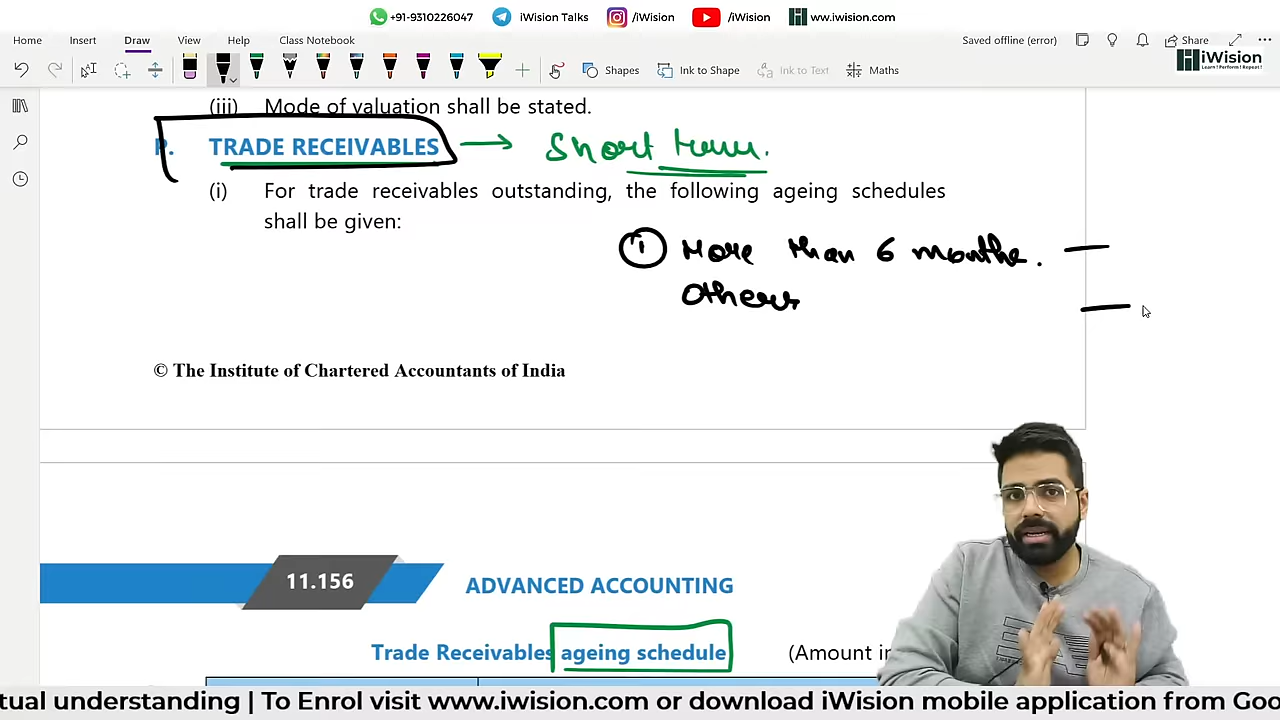 +91-9310226047 iWision Talks /iWision /iWision ww.iwision.com
Home Insert Draw View Help Class Notebook Saved offline (error) Share
Shapes Ink to Shape Ink to Text Maths
iWision
Learn ! Perform ! Repeat !
(iii) Mode of valuation shall be stated.
P. TRADE RECEIVABLES → Short term.
(i) For trade receivables outstanding, the following ageing schedules
shall be given:
① More than 6 months. —
Others —
© The Institute of Chartered Accountants of India
11.156 ADVANCED ACCOUNTING
Trade Receivables ageing schedule (Amount in
tual understanding | To Enrol visit www.iwision.com or download iWision mobile application from Goo